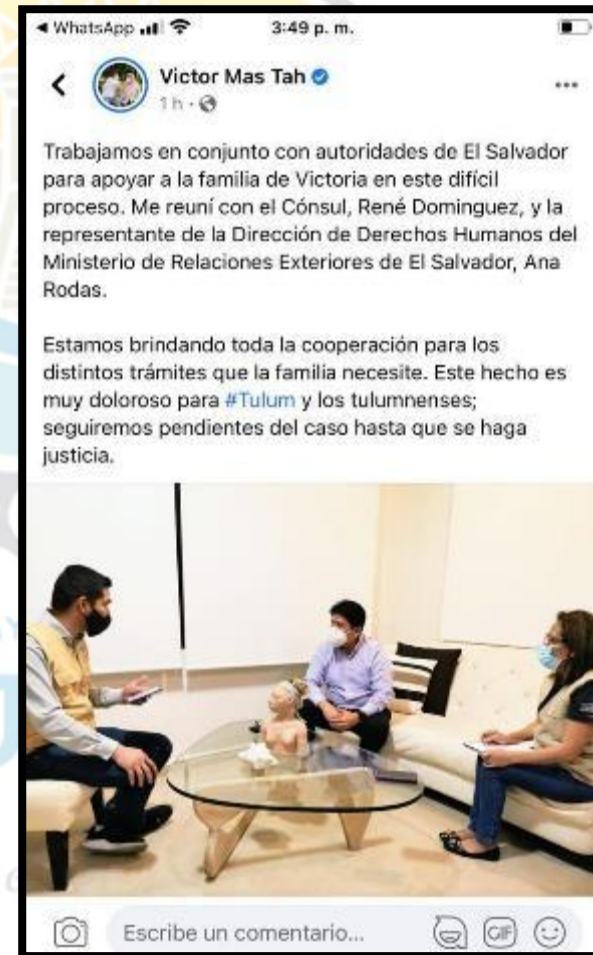 WhatsApp
3:49 p. m.
Victor Mas Tah
1 h
Trabajamos en conjunto con autoridades de El Salvador
para apoyar a la familia de Victoria en este difícil
proceso. Me reuní con el Cónsul, René Dominguez, y la
representante de la Dirección de Derechos Humanos del
Ministerio de Relaciones Exteriores de El Salvador, Ana
Rodas.
Estamos brindando toda la cooperación para los
distintos trámites que la familia necesite. Este hecho es
muy doloroso para #Tulum y los tulumnenses;
seguiremos pendientes del caso hasta que se haga
justicia.
Escribe un comentario...
GIF